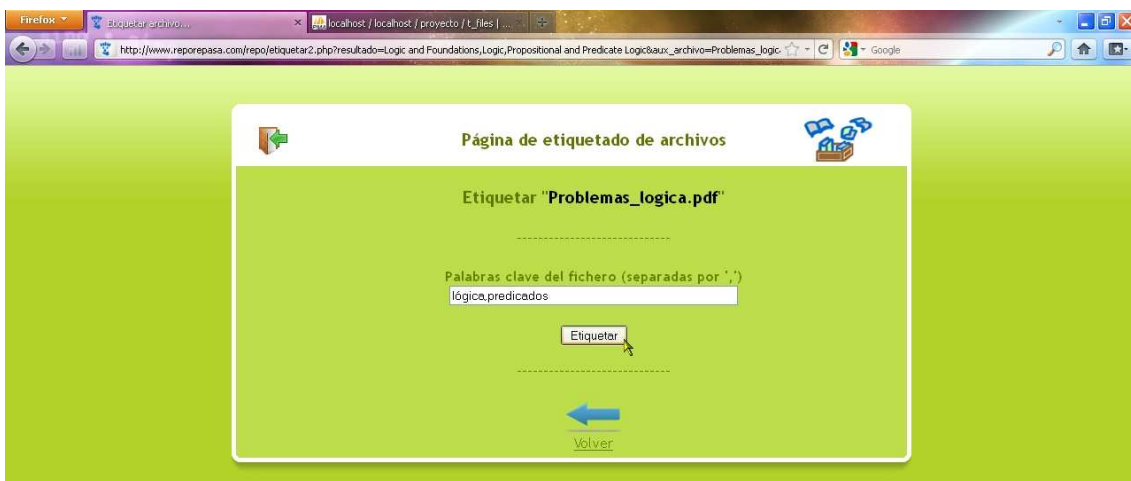 Firefox
Etiquetar archivo...
localhost / localhost / proyecto / t_files | ...
http://www.reporepasa.com/repo/etiquetar2.php?resultado=Logic and Foundations,Logic,Propositional and Predicate Logic&aux_archivo=Problemas_logic
Google
Página de etiquetado de archivos
Etiquetar "Problemas_logica.pdf"
----------------------------
Palabras clave del fichero (separadas por ',')
lógica,predicados
Etiquetar
----------------------------
Volver